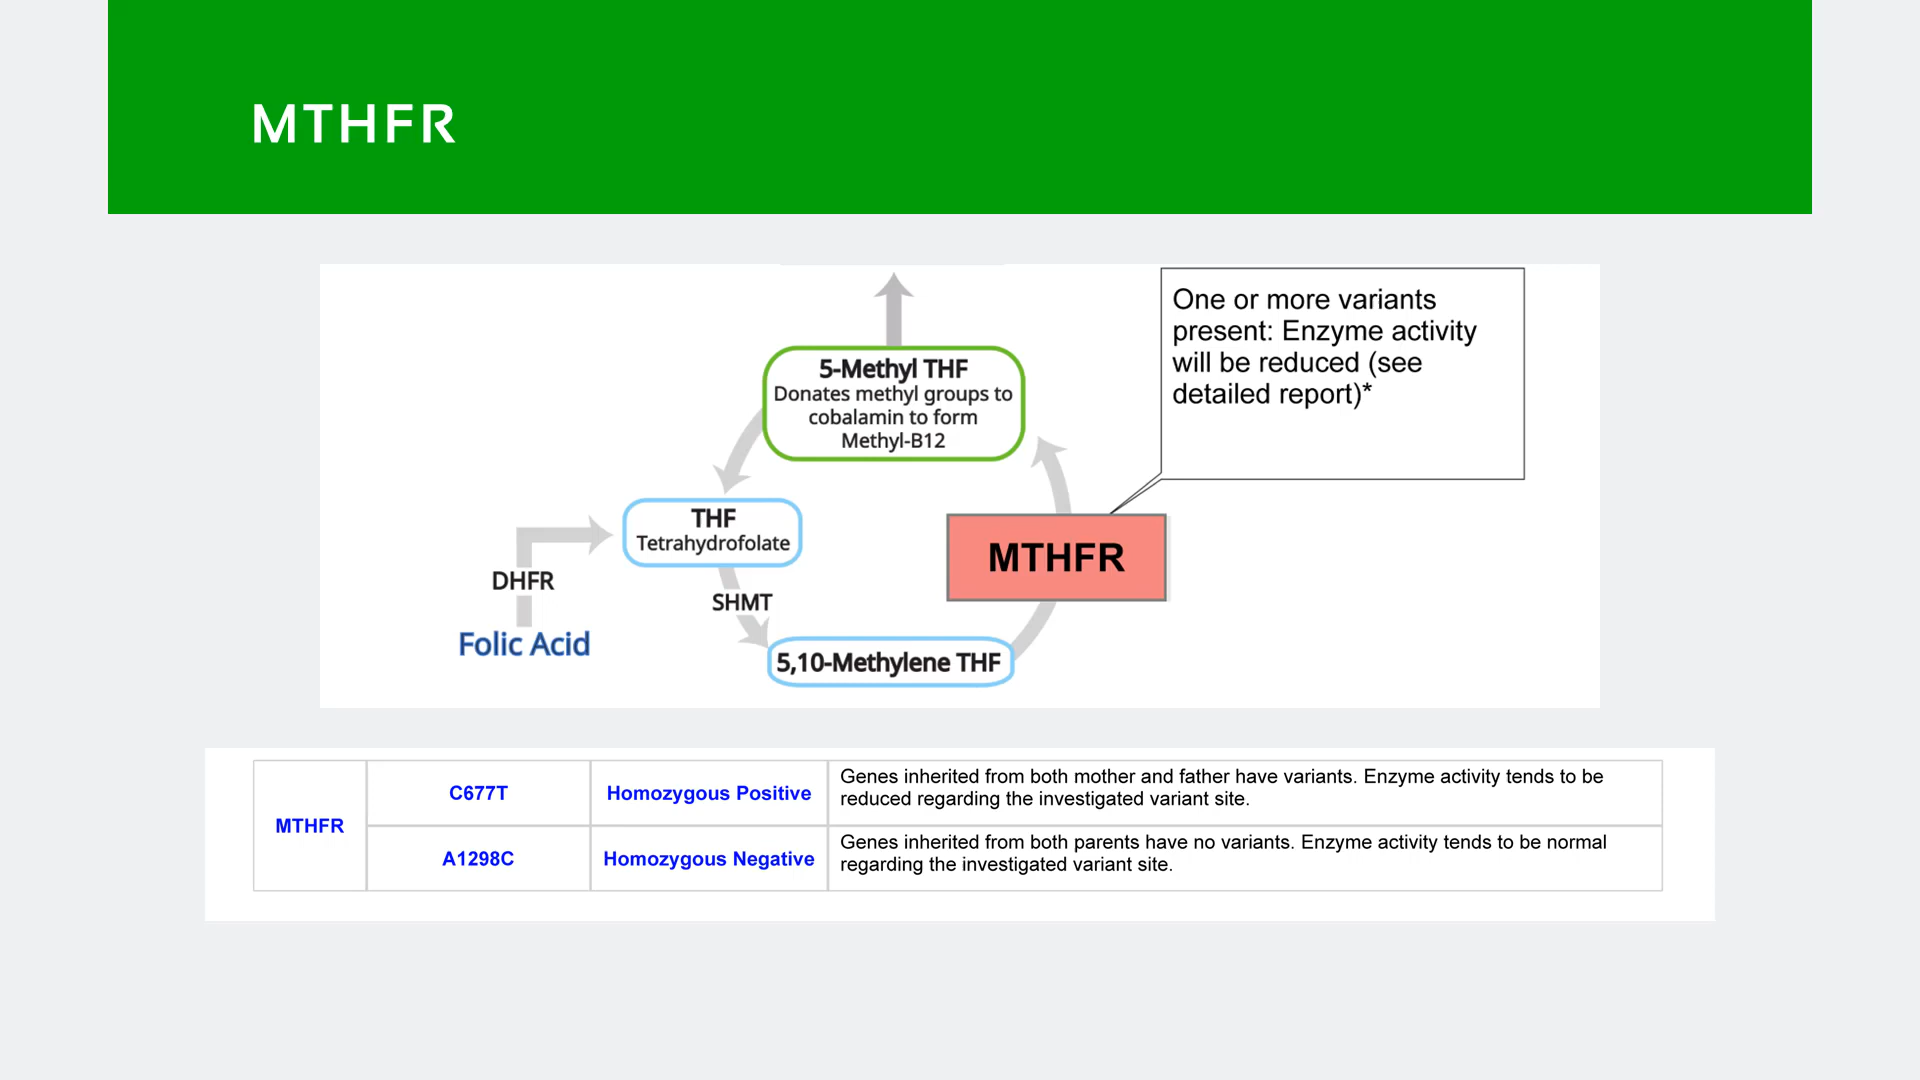 MTHFR
One or more variants
present: Enzyme activity
will be reduced (see
detailed report)*
5-Methyl THF
Donates methyl groups to
cobalamin to form
Methyl-B12
THF
Tetrahydrofolate
MTHFR
DHFR
SHMT
Folic Acid
5,10-Methylene THF
MTHFR
C677T
Homozygous Positive
Genes inherited from both mother and father have variants. Enzyme activity tends to be
reduced regarding the investigated variant site.
A1298C
Homozygous Negative
Genes inherited from both parents have no variants. Enzyme activity tends to be normal
regarding the investigated variant site.